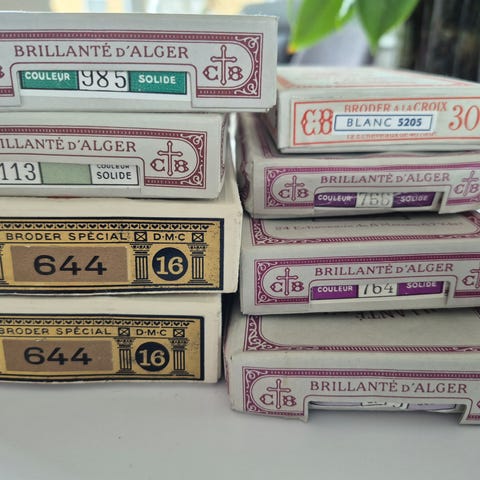 BRILLANTÉ D'ALGER
COULEUR 985 SOLIDE
C B
BRILLANTÉ D'ALGER
113 COULEUR SOLIDE
C B
BRODER SPÉCIAL D·M·C
644 16
BRODER SPÉCIAL D·M·C
644 16
BRODER A LA CROIX
CB BLANC 5205 30
BRILLANTÉ D'ALGER
C B COULEUR SOLIDE
BRILLANTÉ D'ALGER
C B COULEUR 764 SOLIDE
BRILLANTÉ D'ALGER
C B